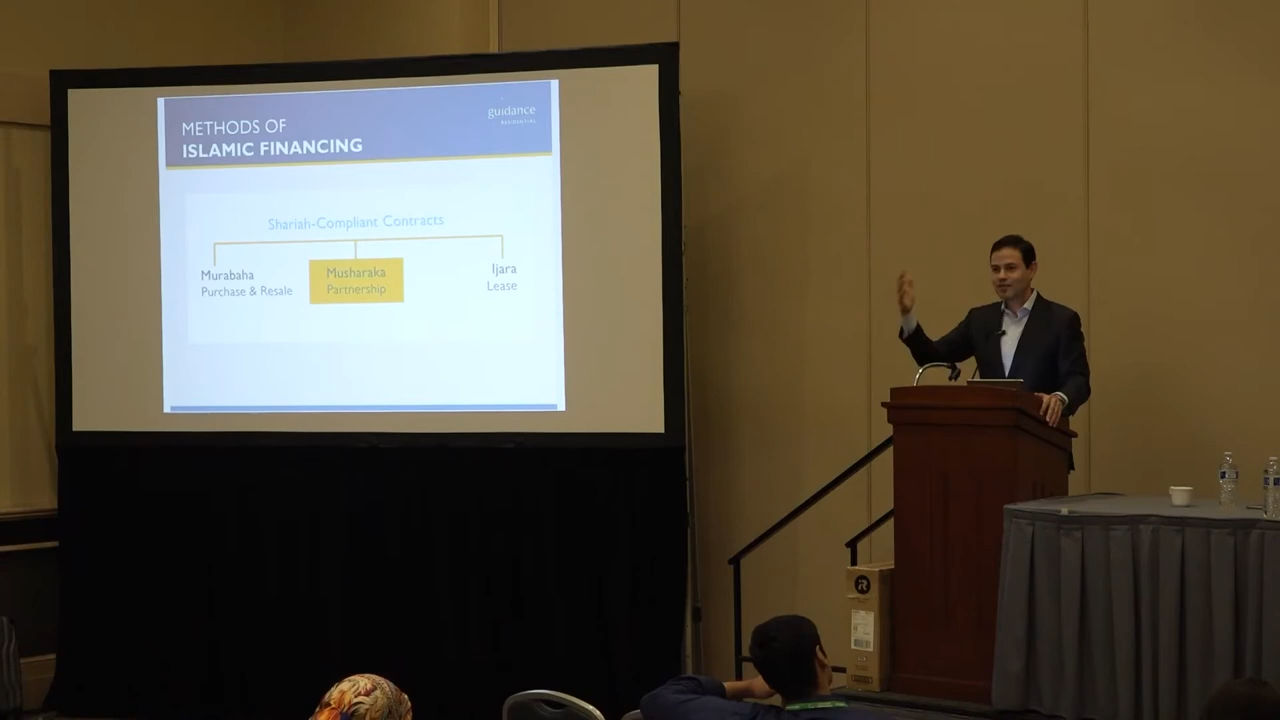 METHODS OF
ISLAMIC FINANCING
guidance
RESIDENTIAL
Shariah-Compliant Contracts
Murabaha
Purchase & Resale
Musharaka
Partnership
Ijara
Lease
R